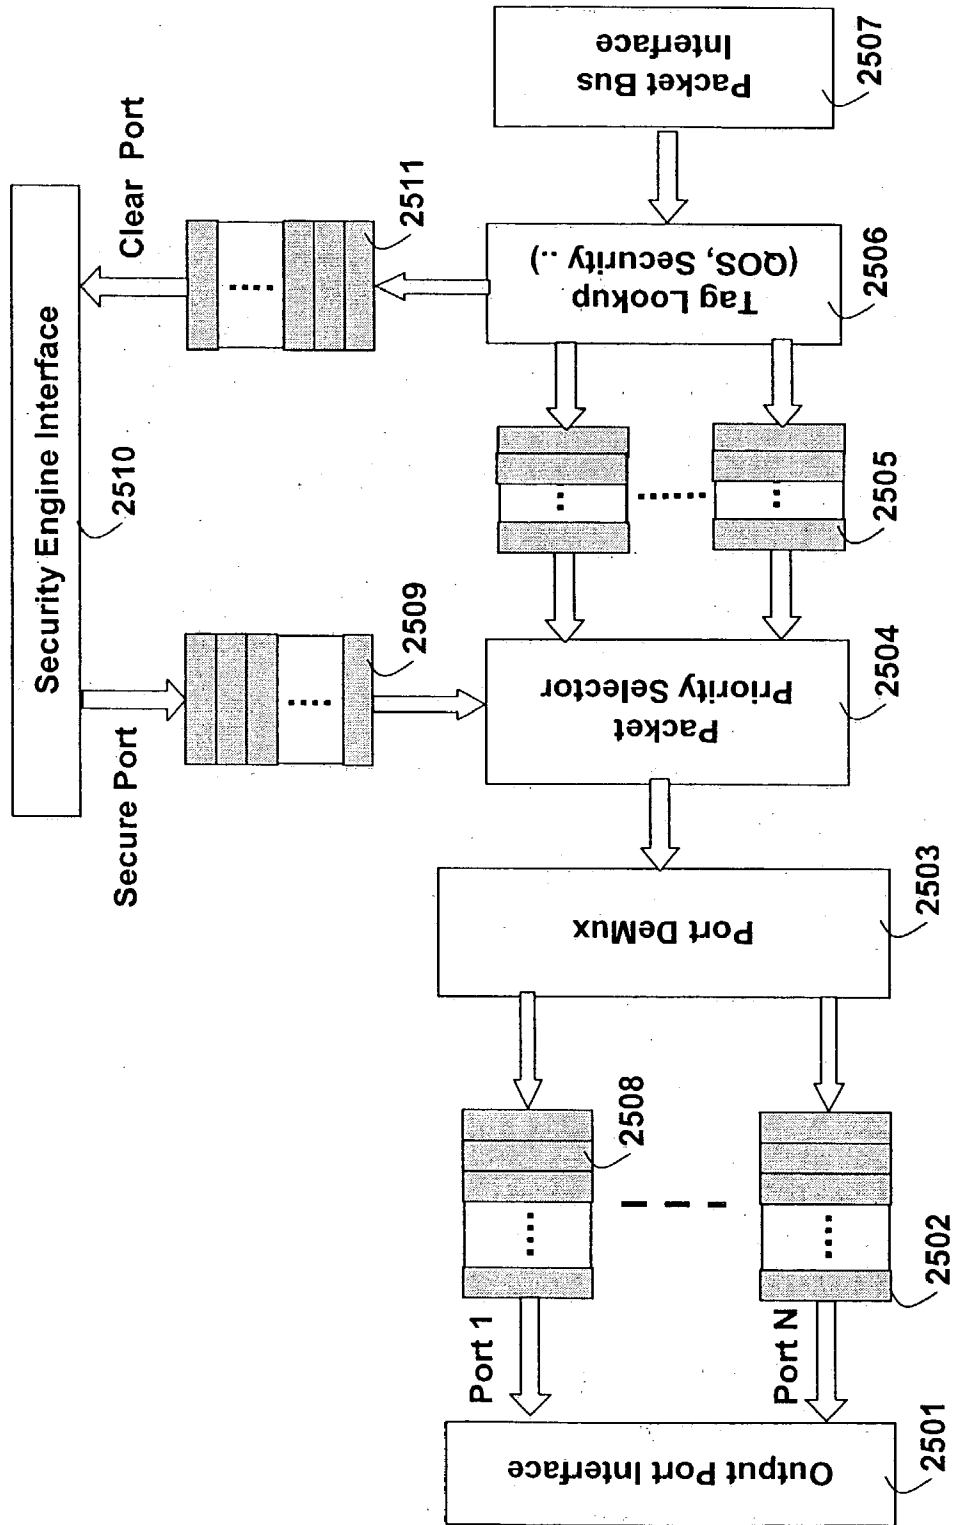 Security Engine Interface
2510
Secure Port
Clear Port
2509
2511
Output Port Interface
2501
Port 1
Port N
2508
2502
Port DeMux
2503
Packet
Priority Selector
2504
2505
Tag Lookup
(QOS, Security ..)
2506
Packet Bus
Interface
2507